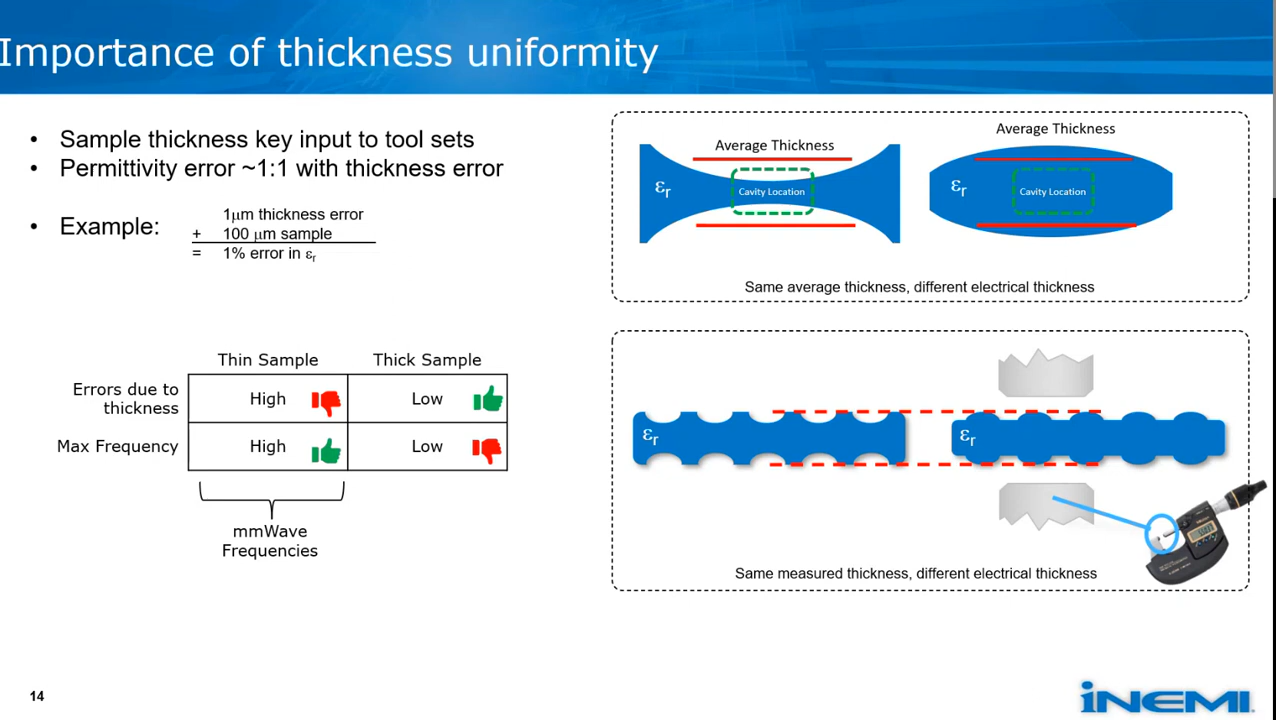 Importance of thickness uniformity
• Sample thickness key input to tool sets
• Permittivity error ~1:1 with thickness error
• Example:
1μm thickness error
+ 100 μm sample
= 1% error in εr
Thin Sample Thick Sample
Errors due to
thickness
High Low
Max Frequency High Low
mmWave
Frequencies
Average Thickness
εr
Cavity Location
Average Thickness
εr
Cavity Location
Same average thickness, different electrical thickness
εr
εr
Same measured thickness, different electrical thickness
14
iNEMI